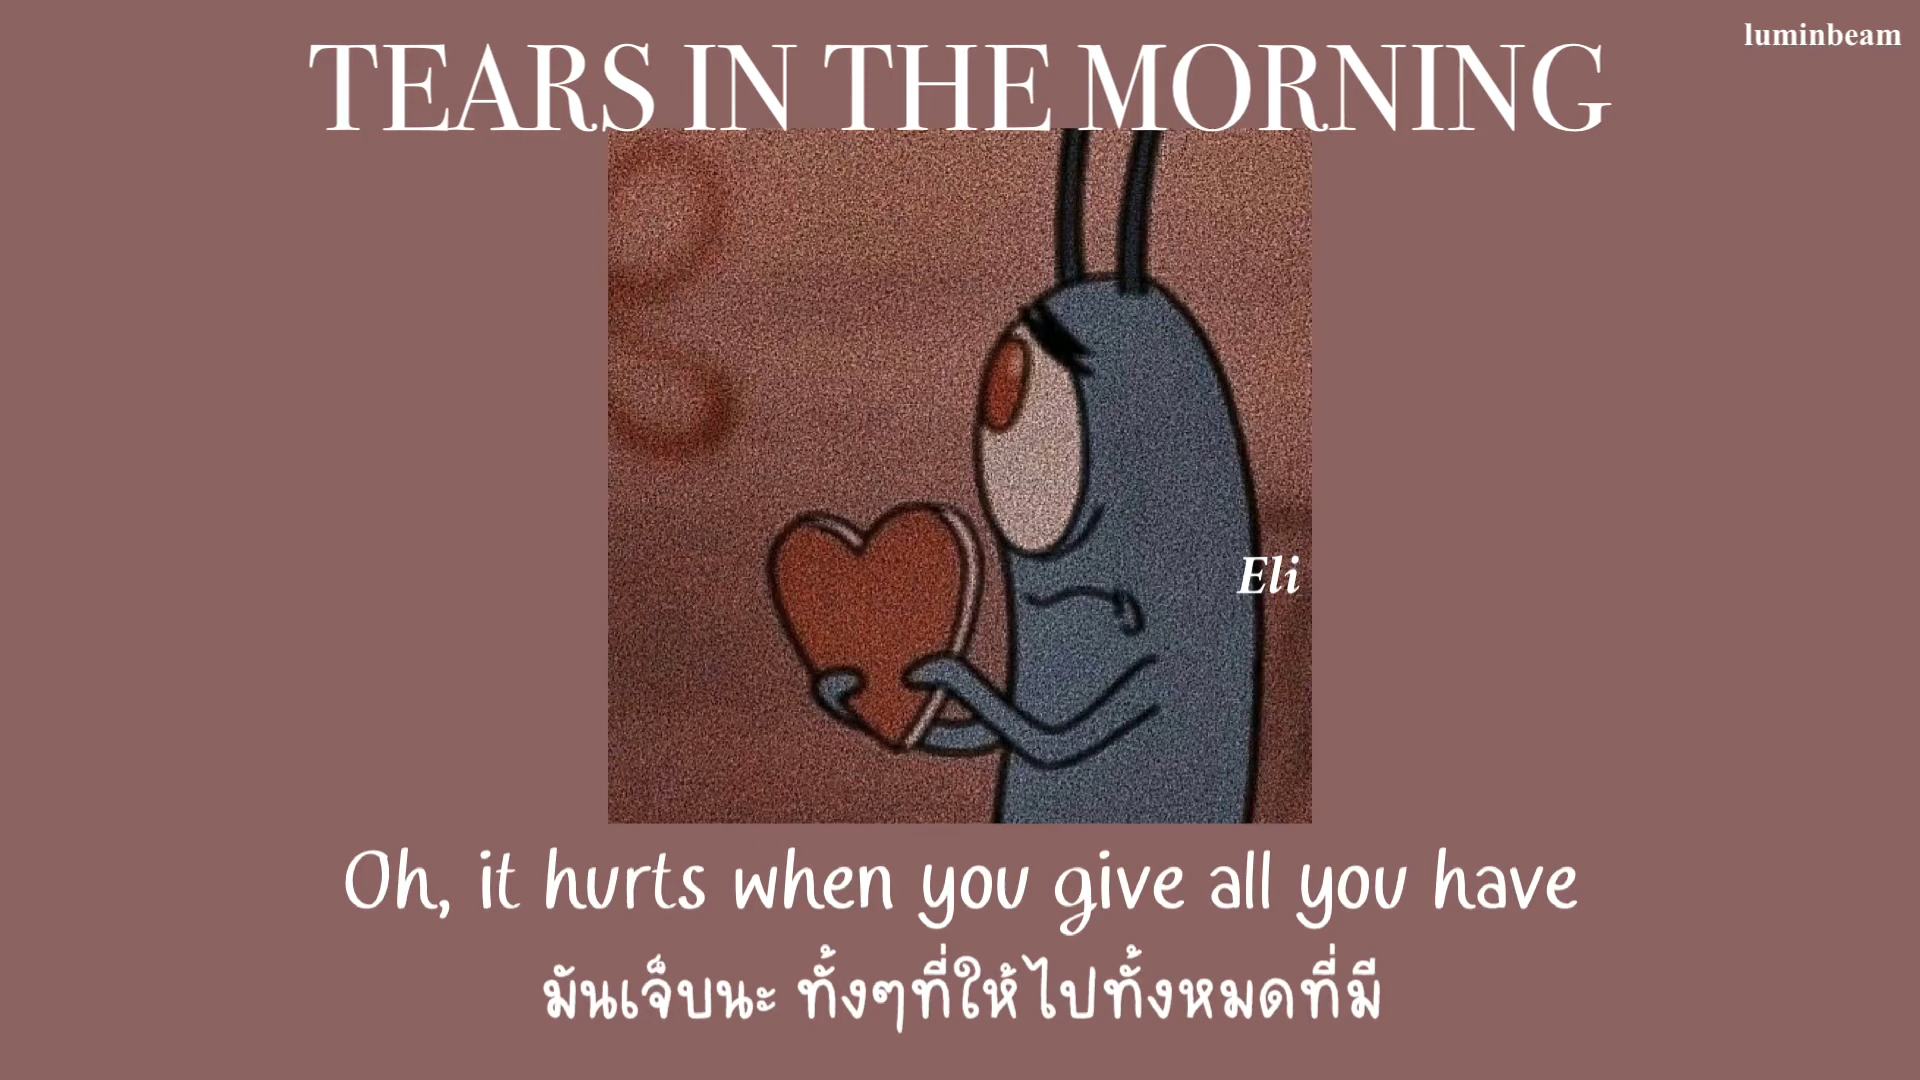 luminbeam
TEARS IN THE MORNING
Eli
Oh, it hurts when you give all you have
มันเจ็บนะ ทั้งๆที่ให้ไปทั้งหมดที่มี